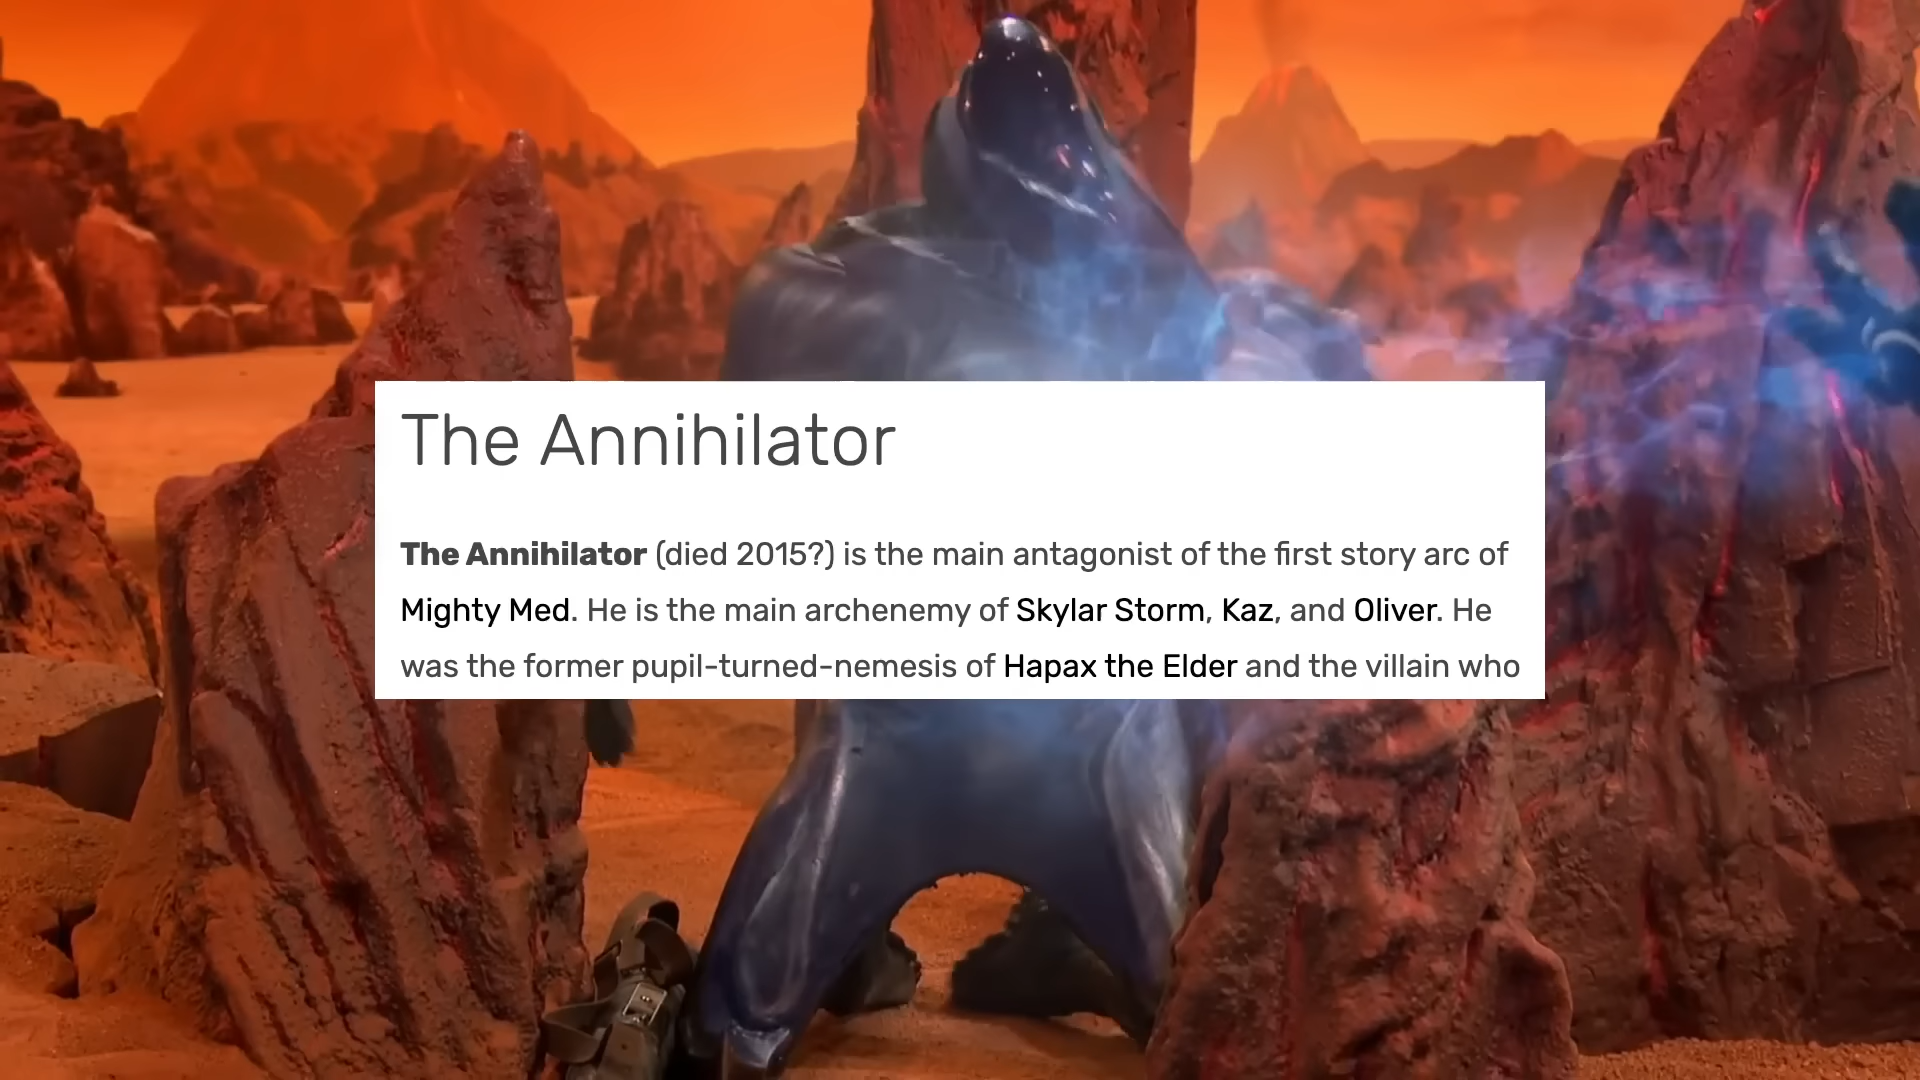 The Annihilator
The Annihilator (died 2015?) is the main antagonist of the first story arc of
Mighty Med. He is the main archenemy of Skylar Storm, Kaz, and Oliver. He
was the former pupil-turned-nemesis of Hapax the Elder and the villain who